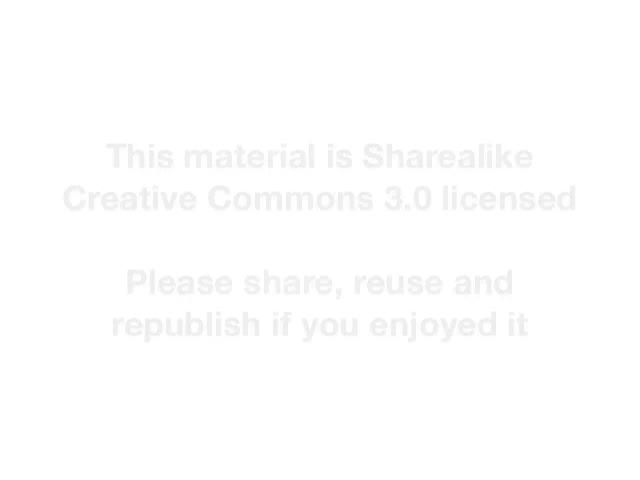 This material is Sharealike
Creative Commons 3.0 licensed
Please share, reuse and
republish if you enjoyed it